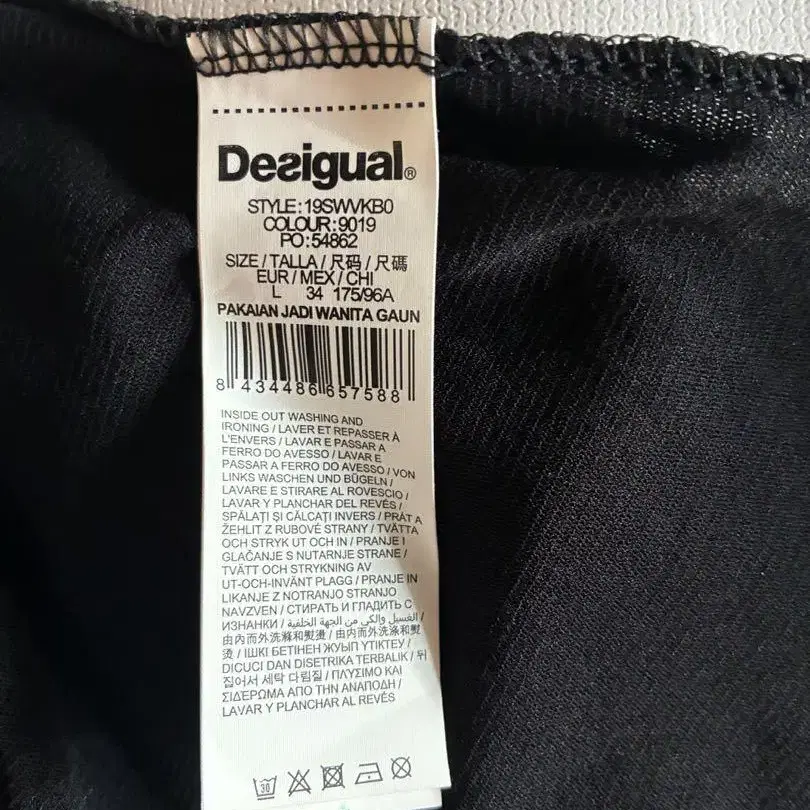 Desigual®
STYLE:19SWVKB0
COLOUR:9019
PO:54862
SIZE / TALLA / 尺码 / 尺碼
EUR / MEX / CHI
L 34 175/96A
PAKAIAN JADI WANITA GAUN
8 434486 657588
INSIDE OUT WASHING AND
IRONING / LAVER ET REPASSER À
L'ENVERS / LAVAR E PASSAR A
FERRO DO AVESSO / LAVAR E
PASSAR A FERRO DO AVESSO / VON
LINKS WASCHEN UND BÜGELN /
LAVARE E STIRARE AL ROVESCIO /
LAVAR Y PLANCHAR DEL REVÉS /
SPĂLAȚI ȘI CĂLCAȚI INVERS / PRÁT A
ŽEHLIT Z RUBOVÉ STRANY / TVÄTTA
OCH STRYK UT OCH IN / PRANJE I
GLAČANJE S NUTARNJE STRANE /
TVÄTT OCH STRYKNING AV
UT-OCH-INVÄNT PLAGG / PRANJE IN
LIKANJE Z NOTRANJO STRANJO
NAVZVEN / СТИРАТЬ И ГЛАДИТЬ С
ИЗНАНКИ / الغسيل والكي من الجهة الخلفية /
由內而外洗滌和熨燙 / 由内而外洗涤和熨
烫 / ІШКІ БЕТІНЕН ЖУЫП ҮТІКТЕУ /
DICUCI DAN DISETRIKA TERBALIK / 뒤
집어서 세탁 다림질 / ΠΛΥΣΙΜΟ ΚΑΙ
ΣΙΔΕΡΩΜΑ ΑΠΟ ΤΗΝ ΑΝΑΠΟΔΗ /
LAVAR Y PLANCHAR AL REVÉS
30